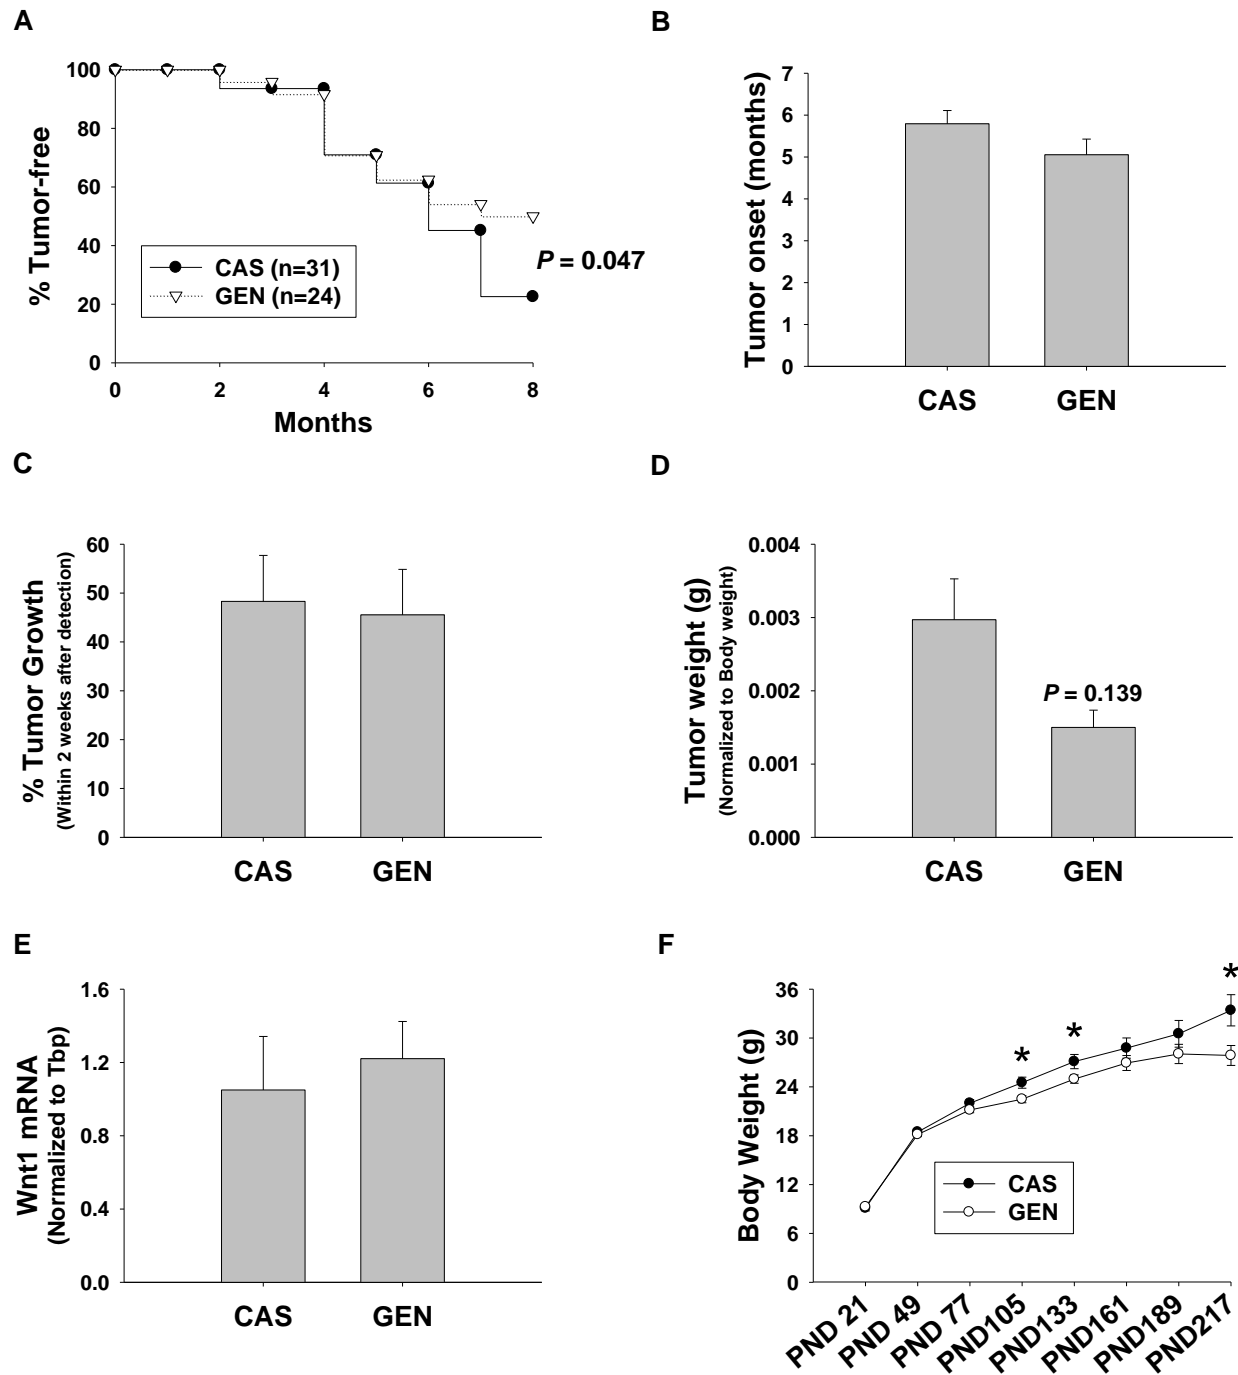 A
% Tumor-free
100
80
60
40
20
0
CAS (n=31)
GEN (n=24)
P = 0.047
0
2
4
6
8
Months
B
Tumor onset (months)
7
6
5
4
3
2
1
0
CAS
GEN
C
% Tumor Growth
(Within 2 weeks after detection)
60
50
40
30
20
10
0
CAS
GEN
D
Tumor weight (g)
(Normalized to Body weight)
0.004
0.003
0.002
0.001
0.000
P = 0.139
CAS
GEN
E
Wnt1 mRNA
(Normalized to Tbp)
1.6
1.2
0.8
0.4
0.0
CAS
GEN
F
Body Weight (g)
36
30
24
18
12
6
0
*
*
*
CAS
GEN
PND 21
PND 49
PND 77
PND105
PND133
PND161
PND189
PND217